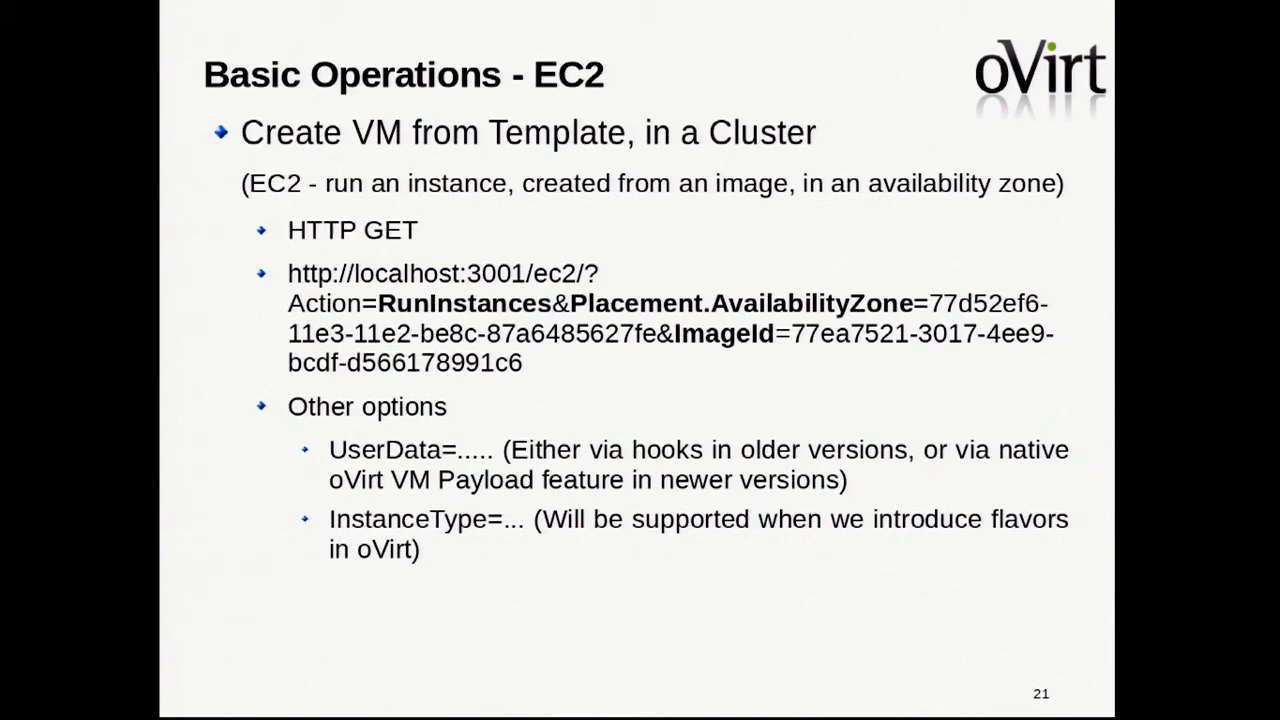 Basic Operations - EC2
oVirt
Create VM from Template, in a Cluster
(EC2 - run an instance, created from an image, in an availability zone)
HTTP GET
http://localhost:3001/ec2/?
Action=RunInstances&Placement.AvailabilityZone=77d52ef6-
11e3-11e2-be8c-87a6485627fe&ImageId=77ea7521-3017-4ee9-
bcdf-d566178991c6
Other options
UserData=..... (Either via hooks in older versions, or via native
oVirt VM Payload feature in newer versions)
InstanceType=... (Will be supported when we introduce flavors
in oVirt)
21